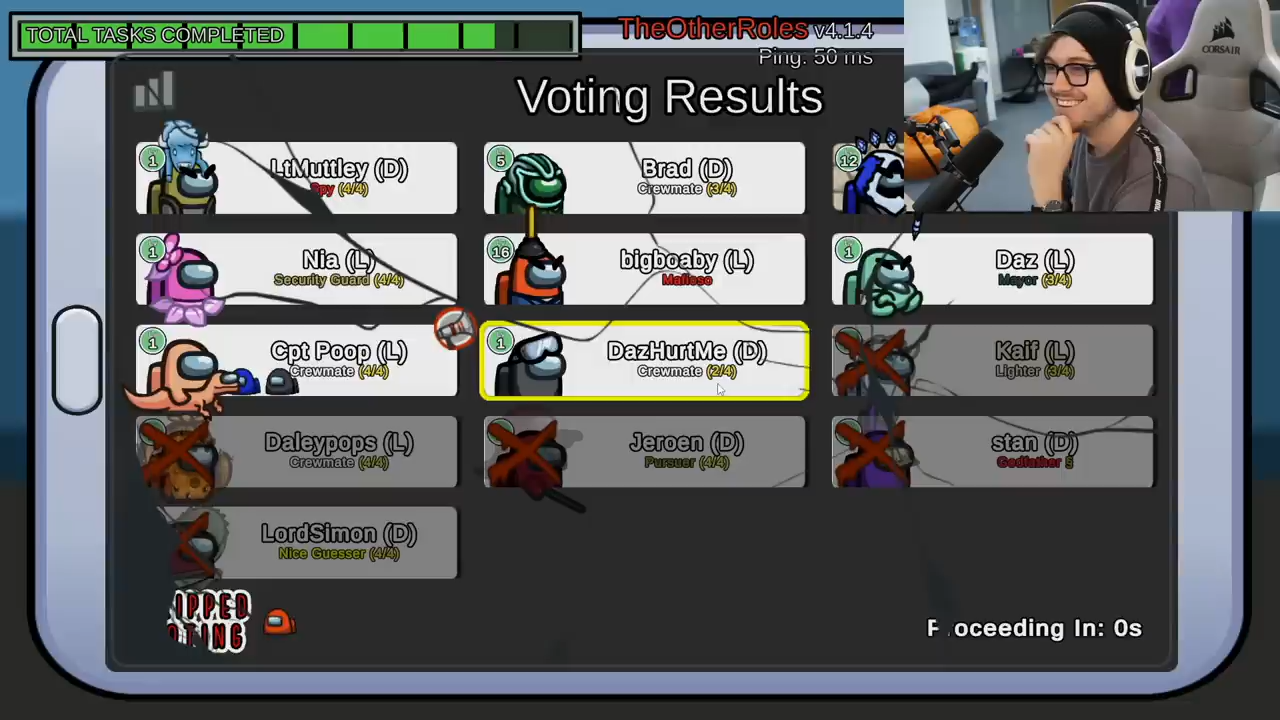 TOTAL TASKS COMPLETED
TheOtherRoles v4.1.4
Ping: 50 ms
CORSAIR
Voting Results
1
LtMuttley (D)
Spy (4/4)
5
Brad (D)
Crewmate (3/4)
12
1
Nia (L)
Security Guard (4/4)
16
bigboaby (L)
Mafioso
1
Daz (L)
Mayor (3/4)
1
Cpt Poop (L)
Crewmate (4/4)
1
DazHurtMe (D)
Crewmate (2/4)
Kaif (L)
Lighter (3/4)
Daleypops (L)
Crewmate (4/4)
Jeroen (D)
Pursuer (4/4)
stan (D)
Godfather
LordSimon (D)
Nice Guesser (4/4)
IPPED
OTING
P oceeding In: 0s